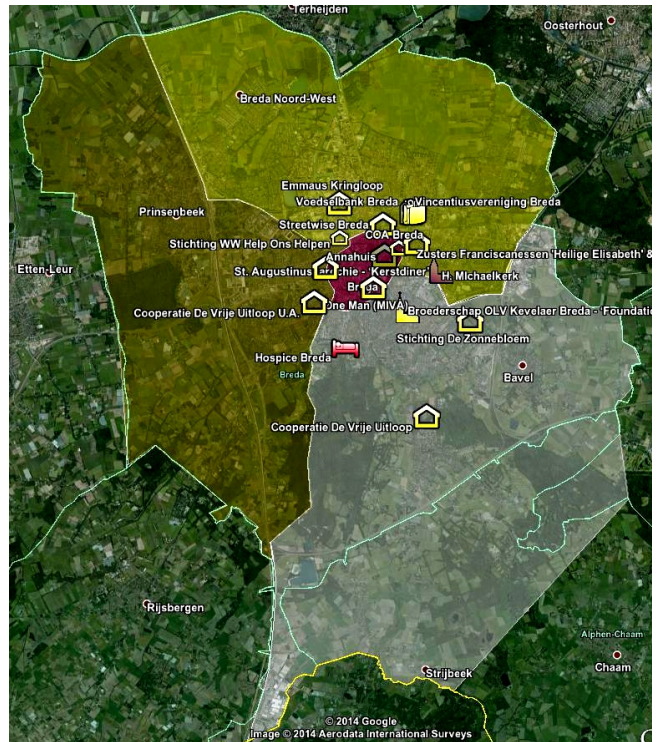 Terheijden
Oosterhout
Breda Noord-West
Emmaus Kringloop
Voedselbank Breda
Vincentiusvereniging Breda
Prinsenbeek
Streetwise Breda
COA Breda
Stichting WW Help Ons Helpen
Zusters Franciscanessen 'Heilige Elisabeth' &
Annahuis
Etten-Leur
St. Augustinus
- 'Kerstdiner'
H. MIchaelkerk
Breda
One Man (MIVA)
Cooperatie De Vrije Uitloop U.A.
Broederschap OLV Kevelaer Breda - 'Foundatio
Stichting De Zonnebloem
Hospice Breda
Breda
Bavel
Cooperatie De Vrije Uitloop
Rijsbergen
Alphen-Chaam
Chaam
Strijbeek
© 2014 Google
Image © 2014 Aerodata International Surveys